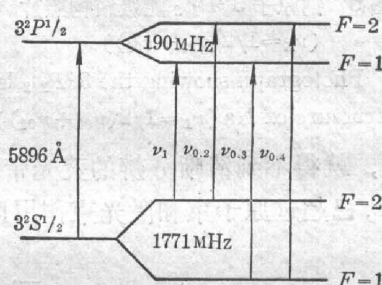 3²P¹/₂
190 MHz
F=2
F=1
5896 Å
ν₁
ν₀.₂
ν₀.₃
ν₀.₄
3²S¹/₂
1771 MHz
F=2
F=1